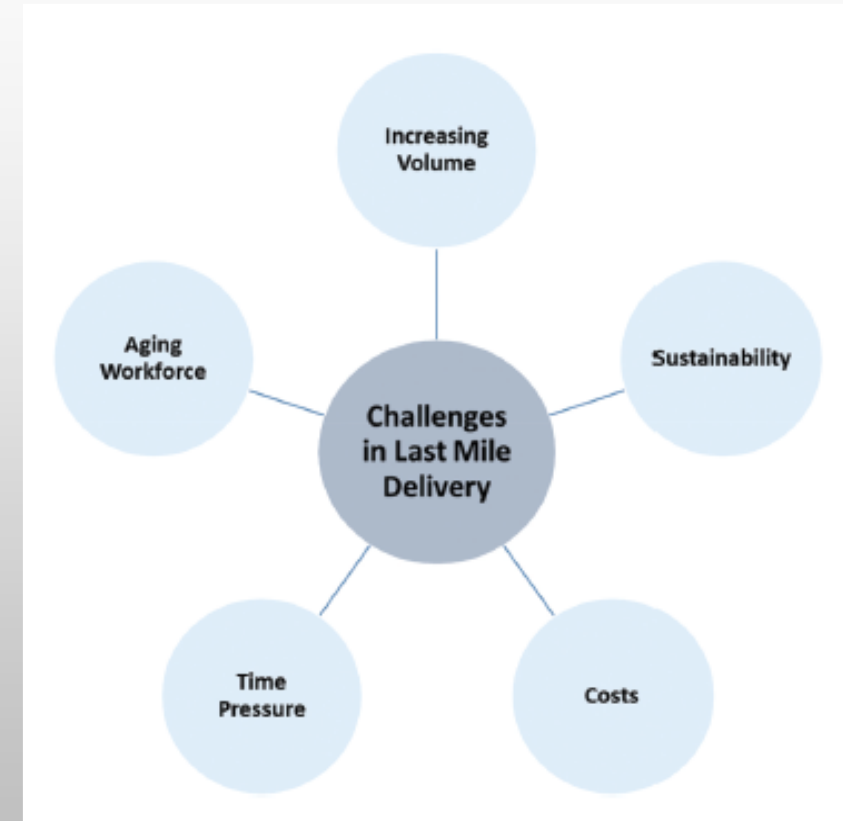 Increasing
Volume
Aging
Workforce
Sustainability
Challenges
in Last Mile
Delivery
Time
Pressure
Costs